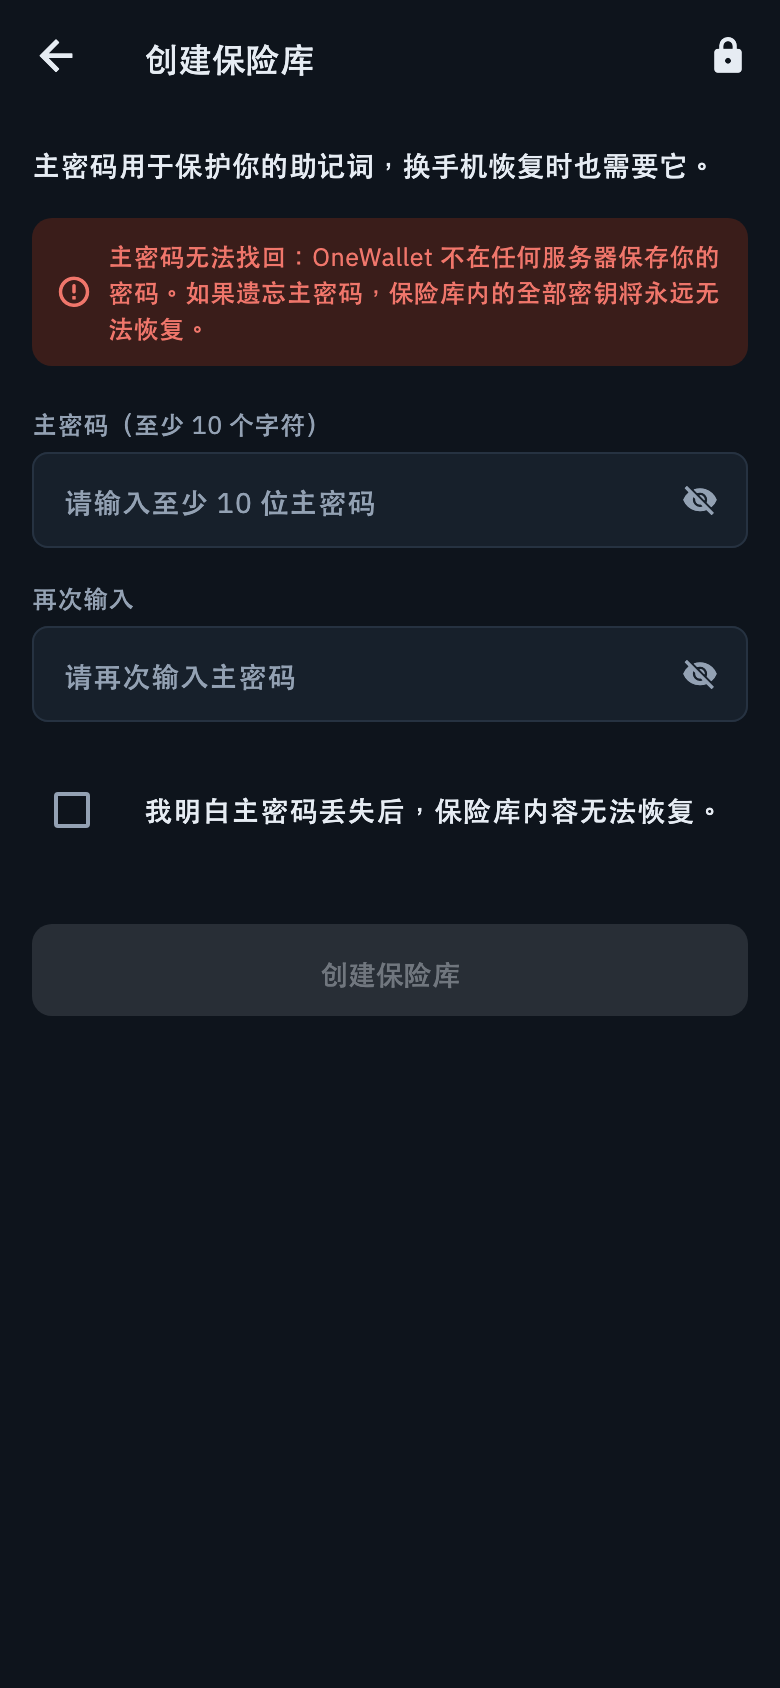 创建保险库
主密码用于保护你的助记词，换手机恢复时也需要它。
主密码无法找回：OneWallet 不在任何服务器保存你的
密码。如果遗忘主密码，保险库内的全部密钥将永远无
法恢复。
主密码（至少 10 个字符）
请输入至少 10 位主密码
再次输入
请再次输入主密码
我明白主密码丢失后，保险库内容无法恢复。
创建保险库